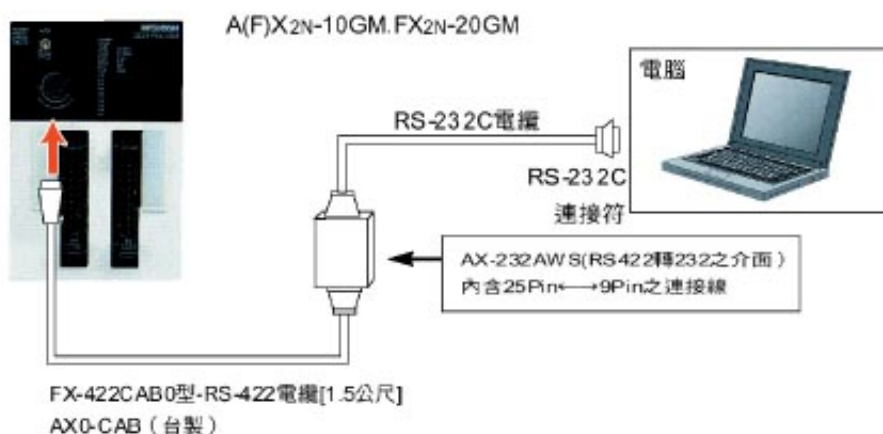 A(F)X2N-10GM.FX2N-20GM
電腦
RS-232C電纜
RS-232C
連接符
AX-232AWS(RS422轉232之介面)
內含25Pin←→9Pin之連接線
FX-422CAB0型-RS-422電纜[1.5公尺]
AX0-CAB（台製）